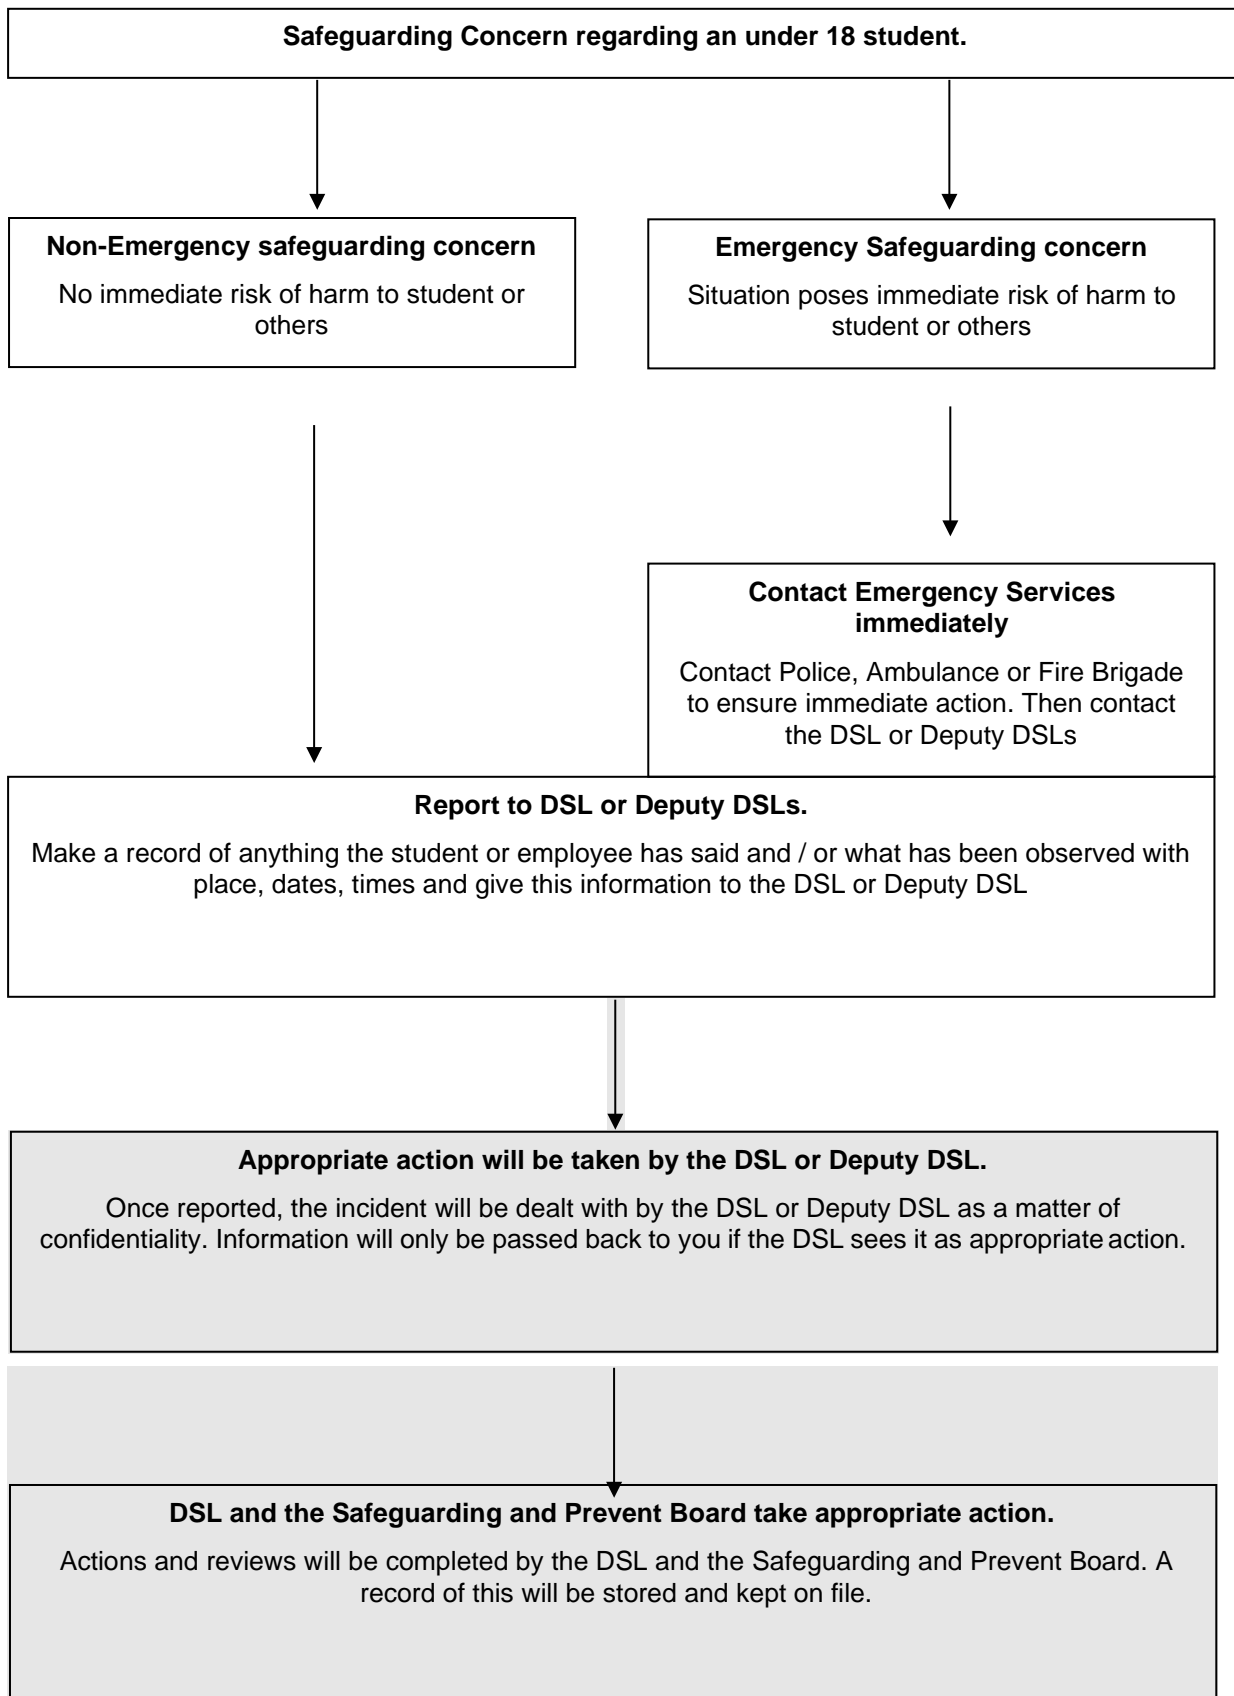 Safeguarding Concern regarding an under 18 student.
Non-Emergency safeguarding concern
No immediate risk of harm to student or
others
Emergency Safeguarding concern
Situation poses immediate risk of harm to
student or others
Contact Emergency Services
immediately
Contact Police, Ambulance or Fire Brigade
to ensure immediate action. Then contact
the DSL or Deputy DSLs
Report to DSL or Deputy DSLs.
Make a record of anything the student or employee has said and / or what has been observed with
place, dates, times and give this information to the DSL or Deputy DSL
Appropriate action will be taken by the DSL or Deputy DSL.
Once reported, the incident will be dealt with by the DSL or Deputy DSL as a matter of
confidentiality. Information will only be passed back to you if the DSL sees it as appropriate action.
DSL and the Safeguarding and Prevent Board take appropriate action.
Actions and reviews will be completed by the DSL and the Safeguarding and Prevent Board. A
record of this will be stored and kept on file.